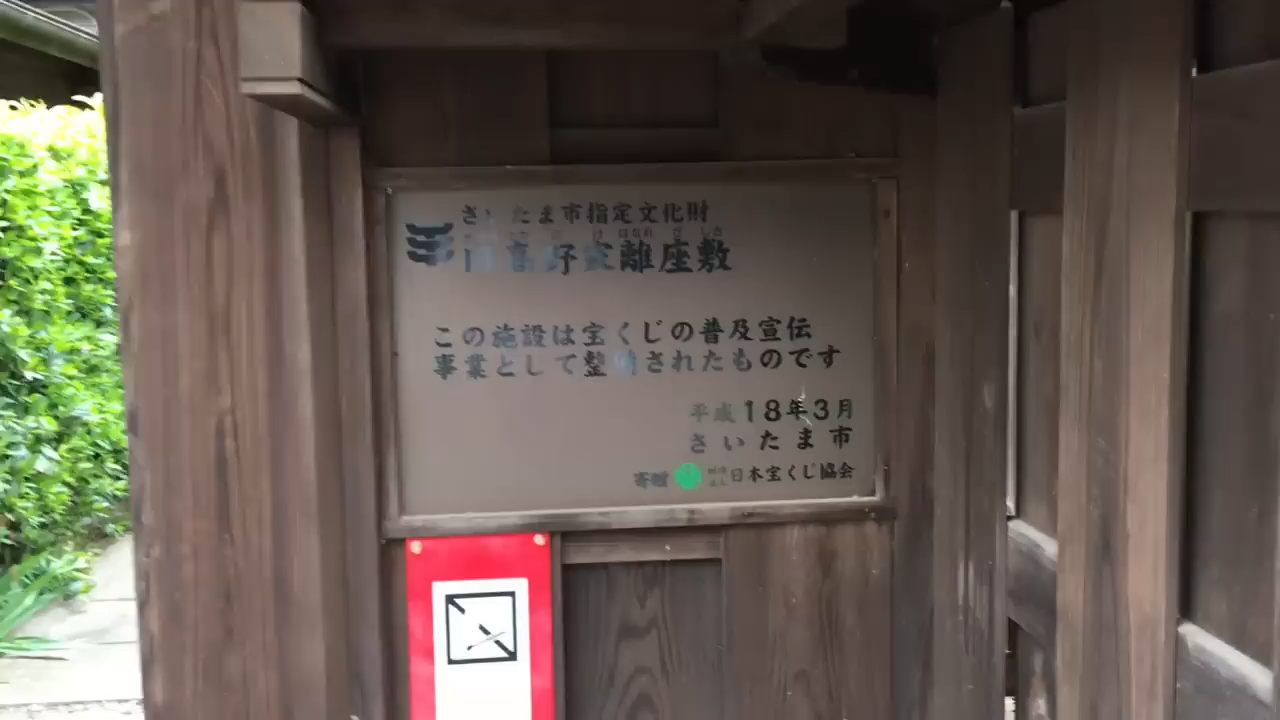 さいたま市指定文化財
好家離座敷
この施設は宝くじの普及宣伝
事業として整備されたものです
平成18年3月
さいたま市
寄贈 日本宝くじ協会